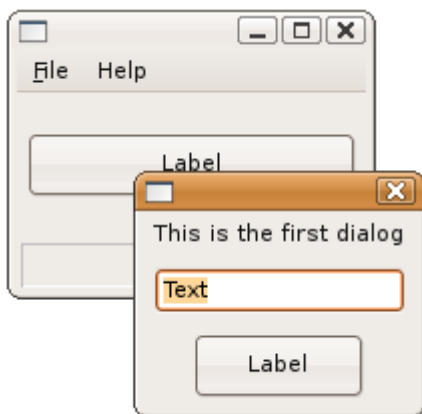 File Help
Label
This is the first dialog
Text
Label